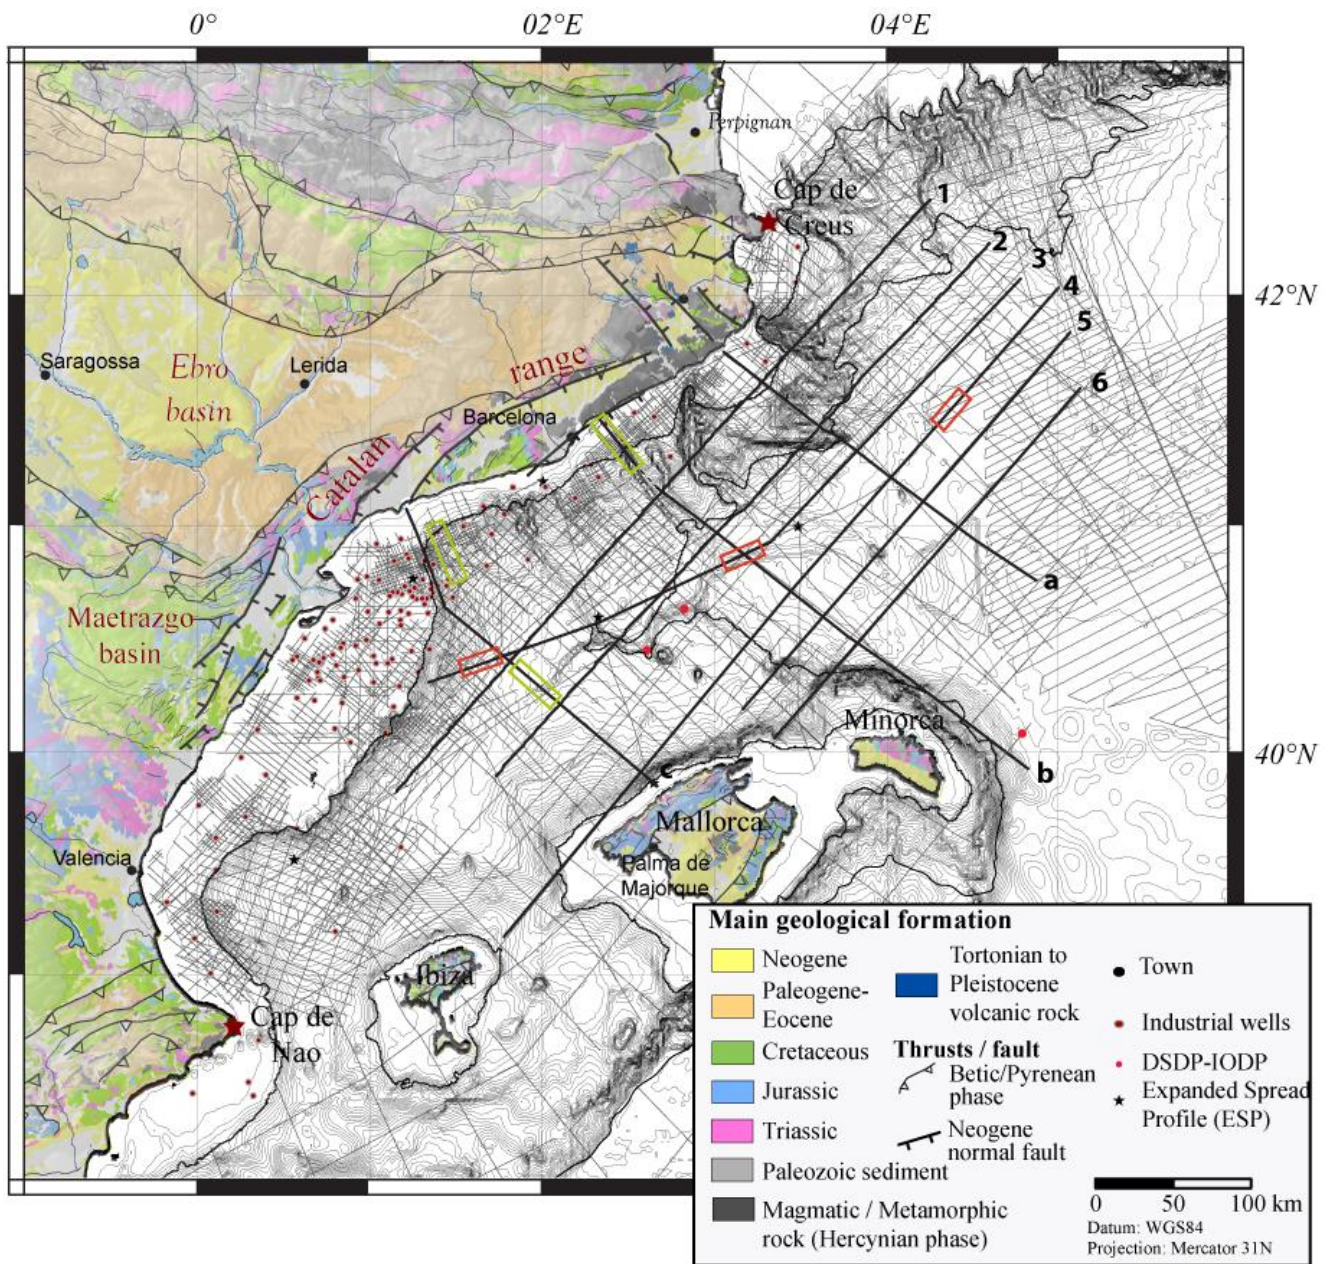 0°
02°E
04°E
Perpignan
Cap de
Creus
1
2
3
4
5
6
42°N
Saragossa
Ebro
basin
Lerida
range
Barcelona
Catalan
Maetrazgo
basin
a
b
c
40°N
Minorca
Mallorca
Palma de
Majorque
Valencia
Ibiza
Cap de
Nao
Main geological formation
Neogene
Paleogene-
Eocene
Cretaceous
Jurassic
Triassic
Paleozoic sediment
Magmatic / Metamorphic
rock (Hercynian phase)
Tortonian to
Pleistocene
volcanic rock
Thrusts / fault
Betic/Pyrenean
phase
Neogene
normal fault
Town
Industrial wells
DSDP-IODP
Expanded Spread
Profile (ESP)
0 50 100 km
Datum: WGS84
Projection: Mercator 31N